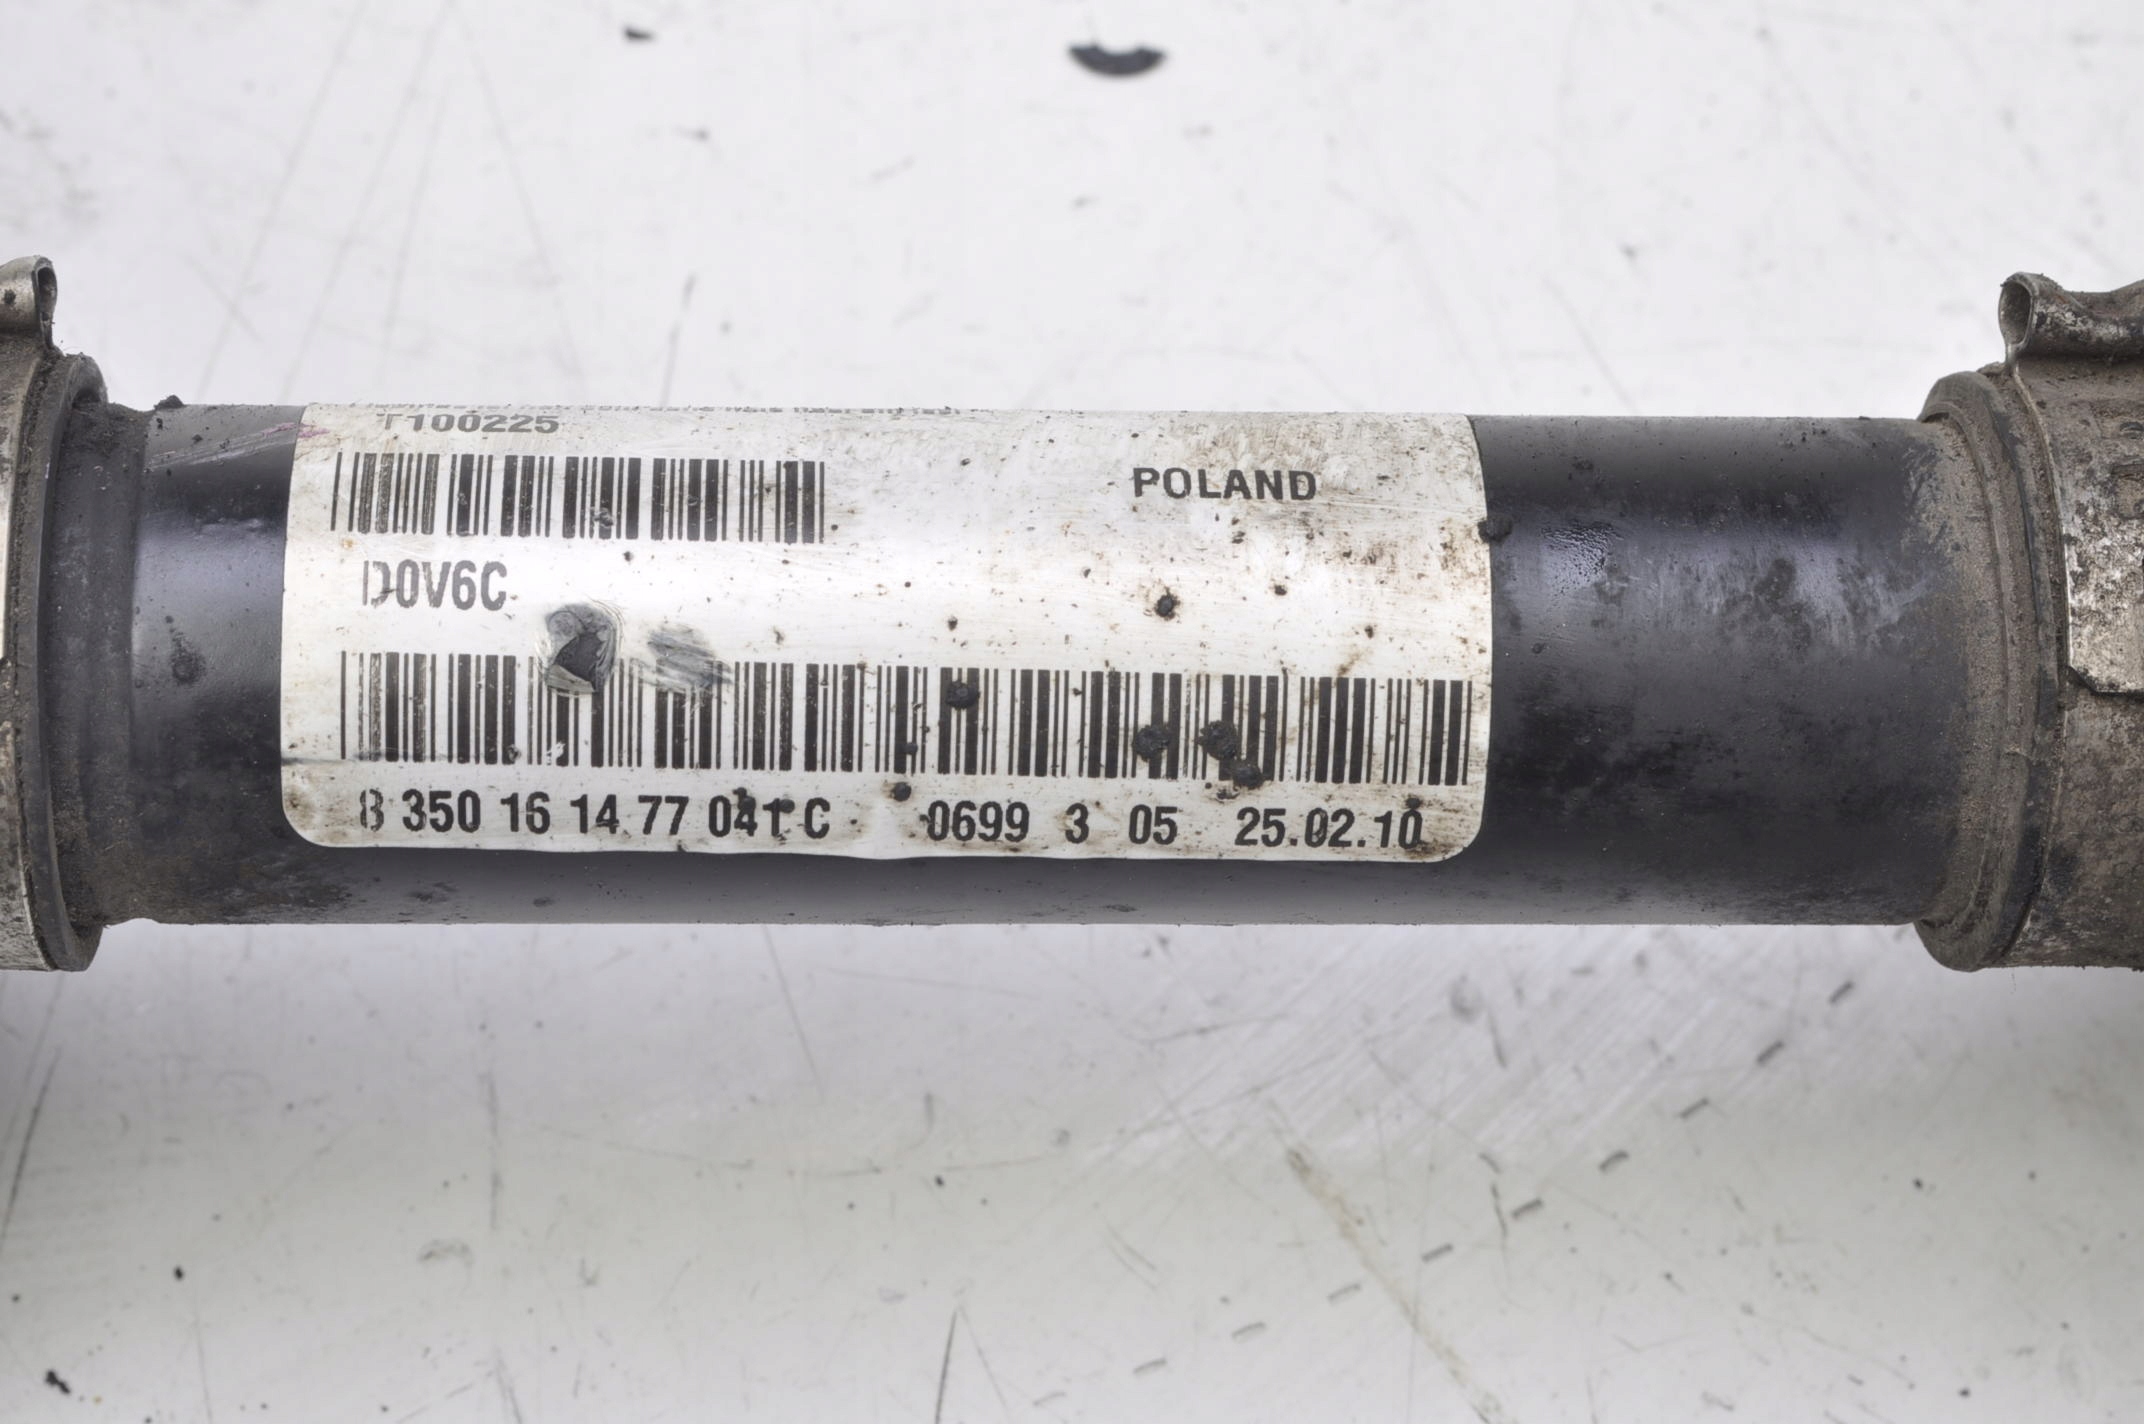 T100225
POLAND
D0V6C
8 350 16 14 77 041 C 0699 3 05 25.02.10